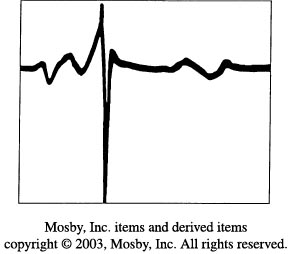 Mosby, Inc. items and derived items
copyright © 2003, Mosby, Inc. All rights reserved.